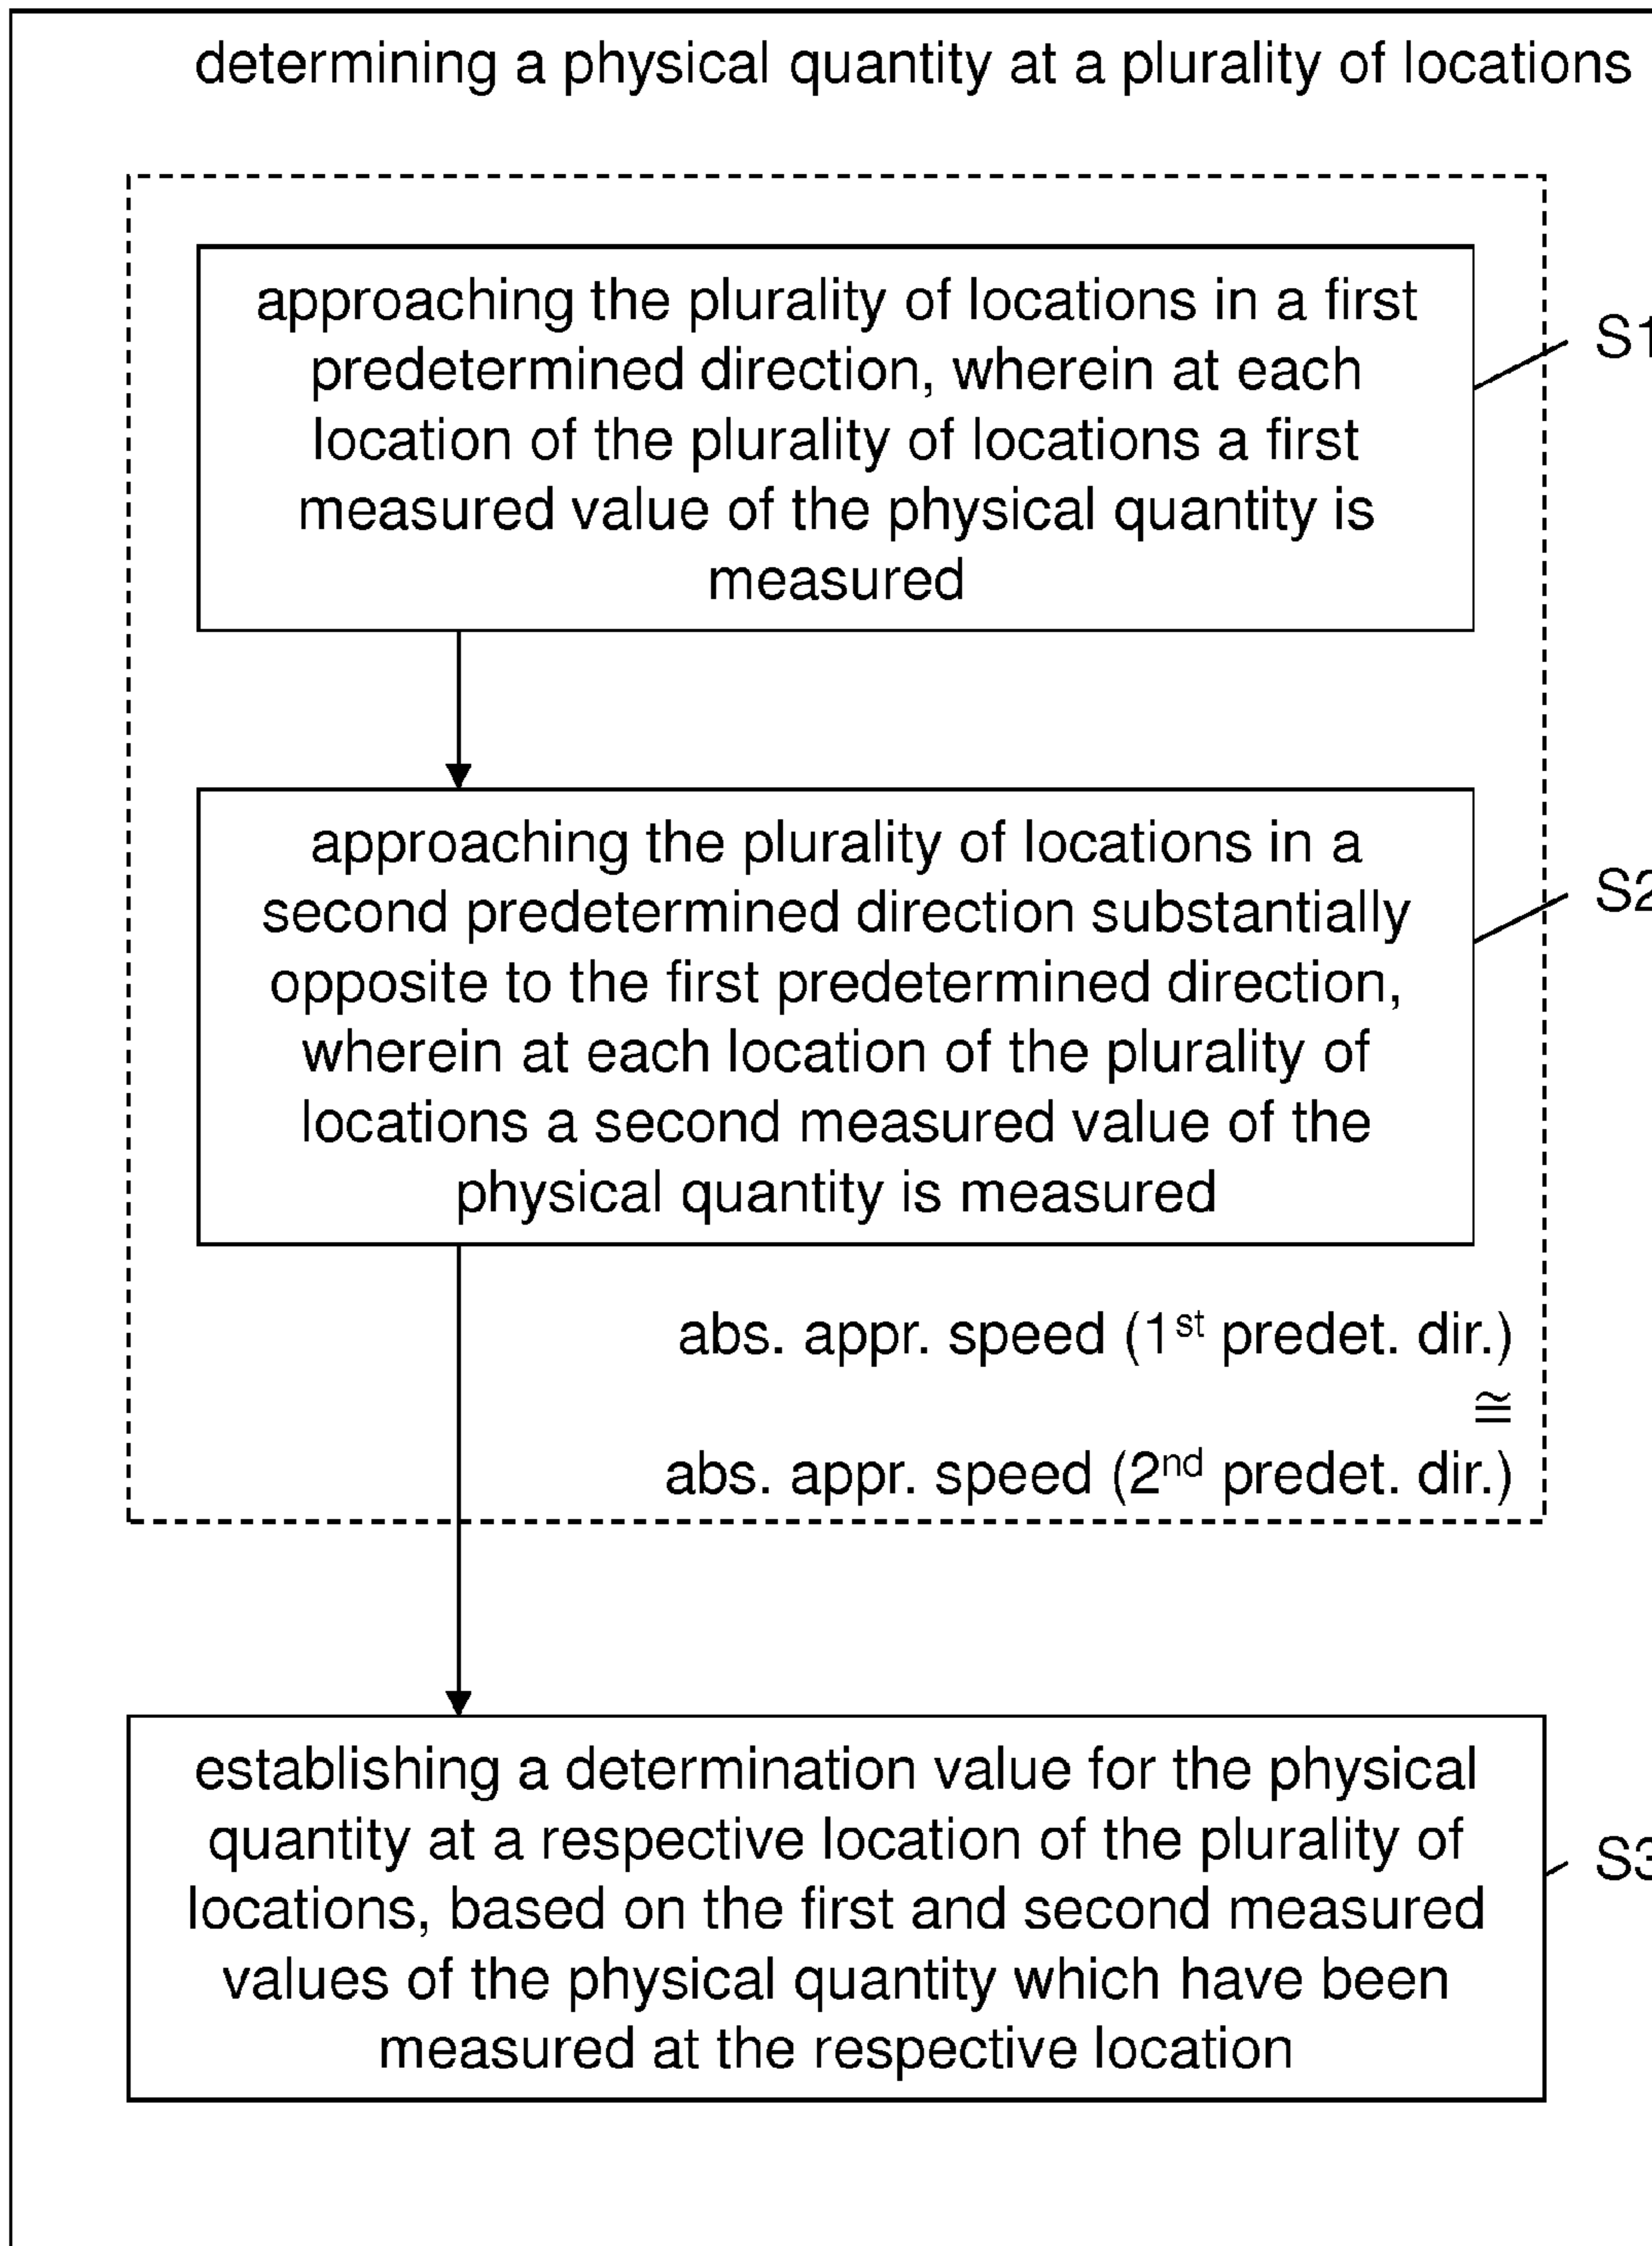 determining a physical quantity at a plurality of locations
approaching the plurality of locations in a first
predetermined direction, wherein at each
location of the plurality of locations a first
measured value of the physical quantity is
measured
S1
approaching the plurality of locations in a
second predetermined direction substantially
opposite to the first predetermined direction,
wherein at each location of the plurality of
locations a second measured value of the
physical quantity is measured
S2
abs. appr. speed (1st predet. dir.)
≅
abs. appr. speed (2nd predet. dir.)
establishing a determination value for the physical
quantity at a respective location of the plurality of
locations, based on the first and second measured
values of the physical quantity which have been
measured at the respective location
S3